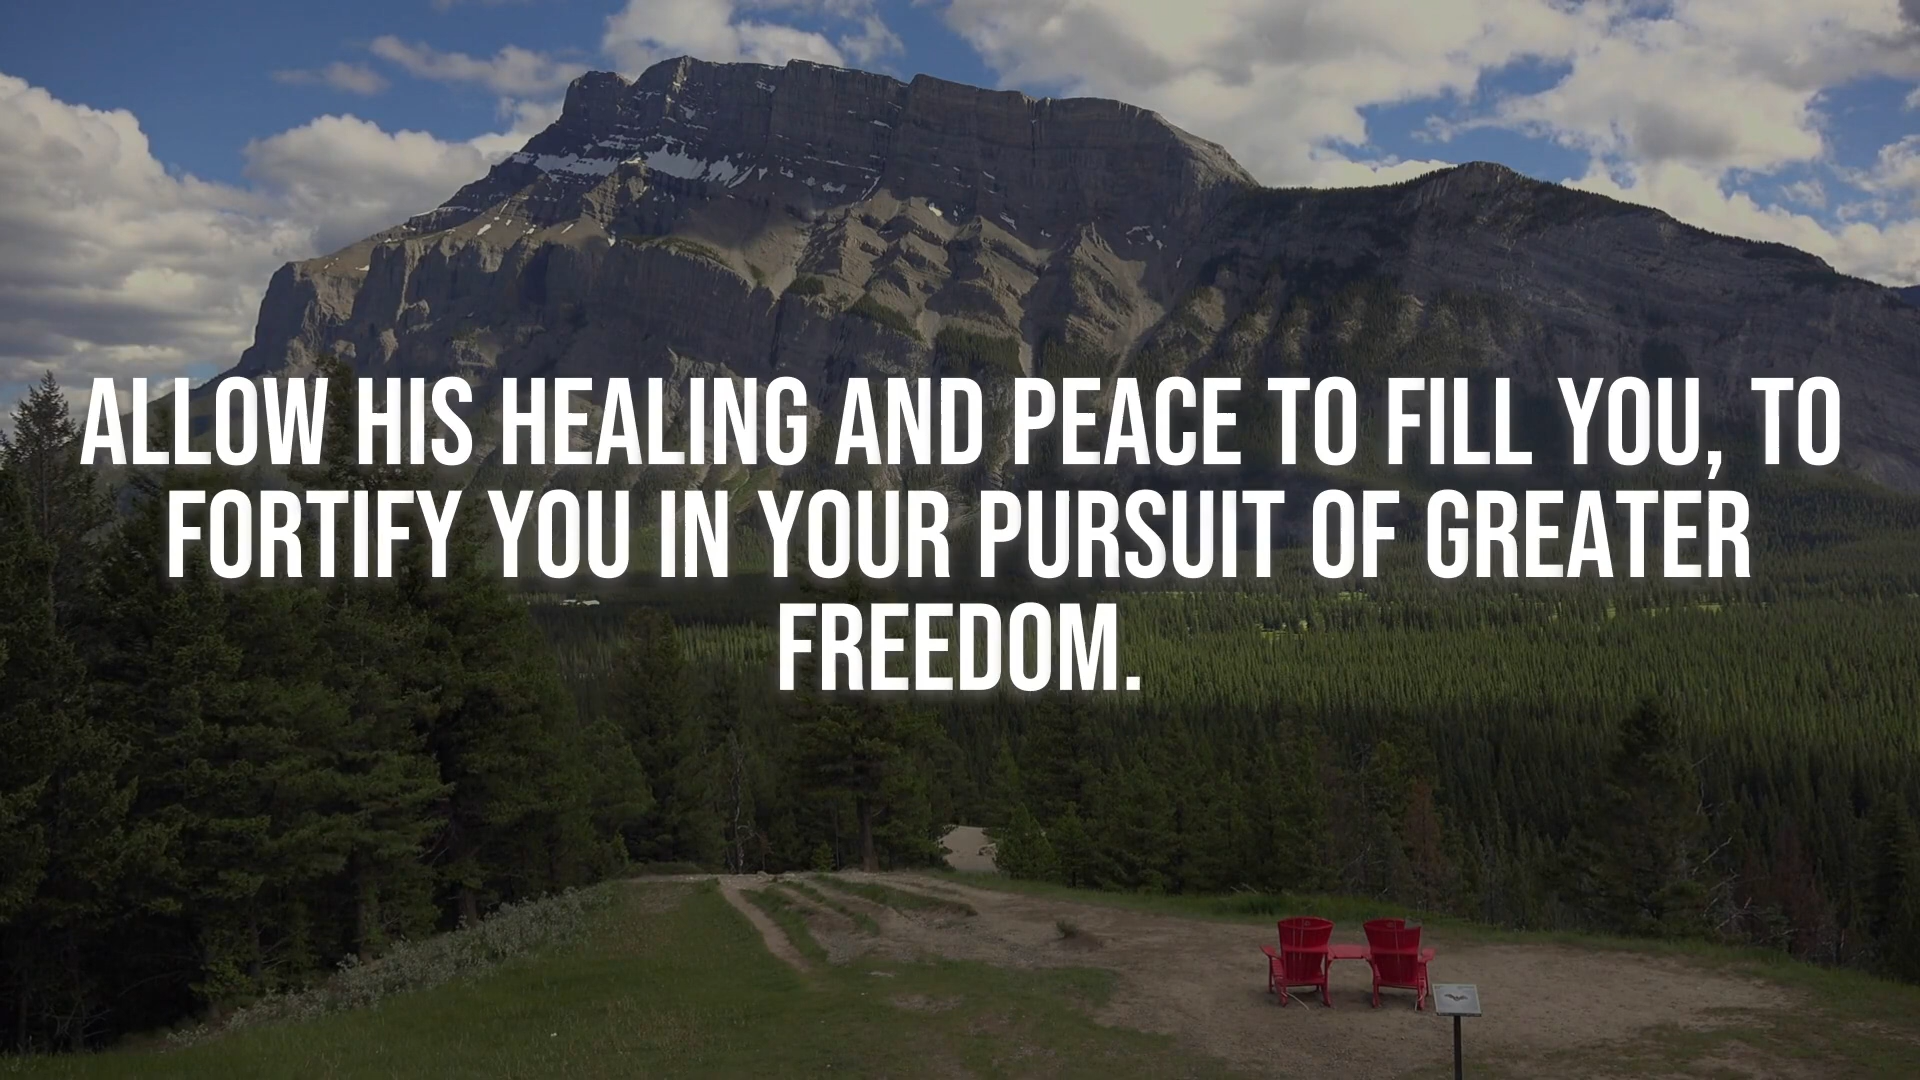 ALLOW HIS HEALING AND PEACE TO FILL YOU, TO
FORTIFY YOU IN YOUR PURSUIT OF GREATER
FREEDOM.